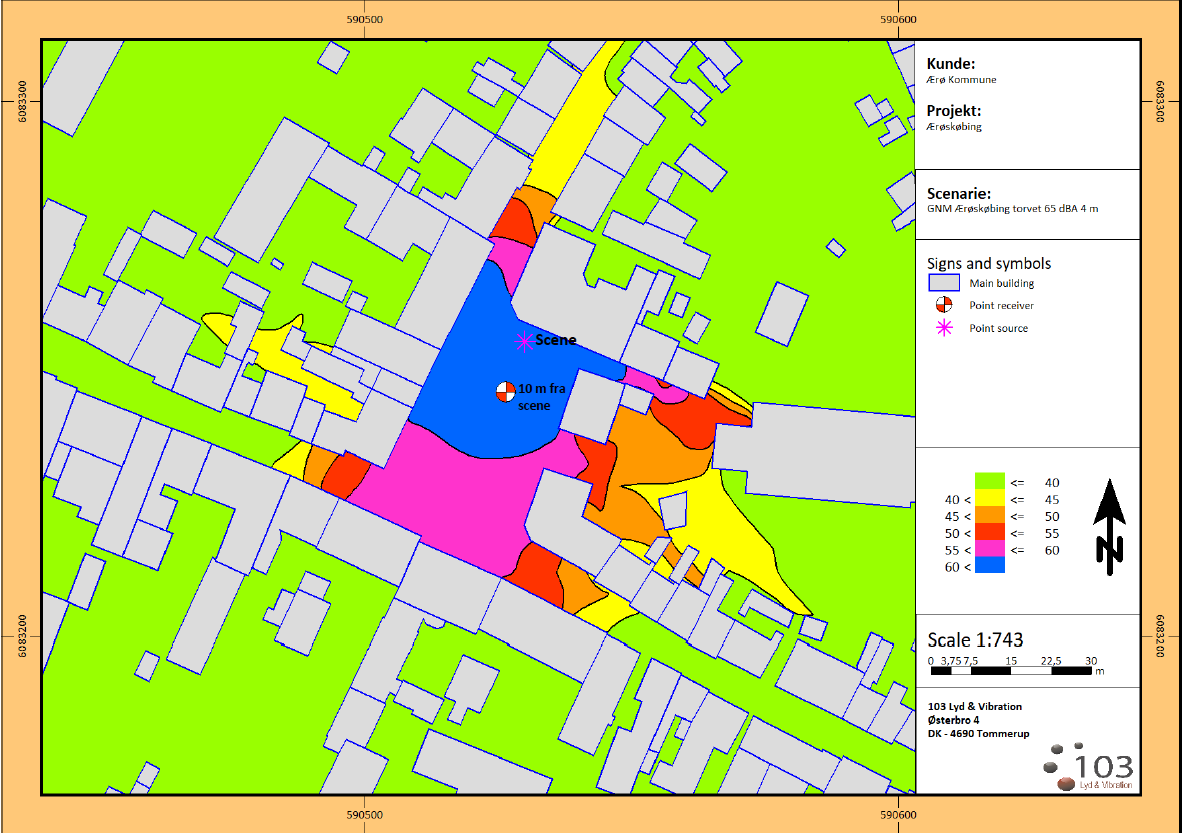 590500
590600
6083300
6083300
Kunde:
Ærø Kommune
Projekt:
Ærøskøbing
Scenarie:
GNM Ærøskøbing torvet 65 dBA 4 m
Signs and symbols
Main building
Point receiver
Point source
Scene
10 m fra
scene
<= 40
40 < <= 45
45 < <= 50
50 < <= 55
55 < <= 60
60 <
N
6083200
6083200
Scale 1:743
0 3,75 7,5 15 22,5 30
m
103 Lyd & Vibration
Østerbro 4
DK - 4690 Tommerup
103
Lyd & Vibration
590500
590600